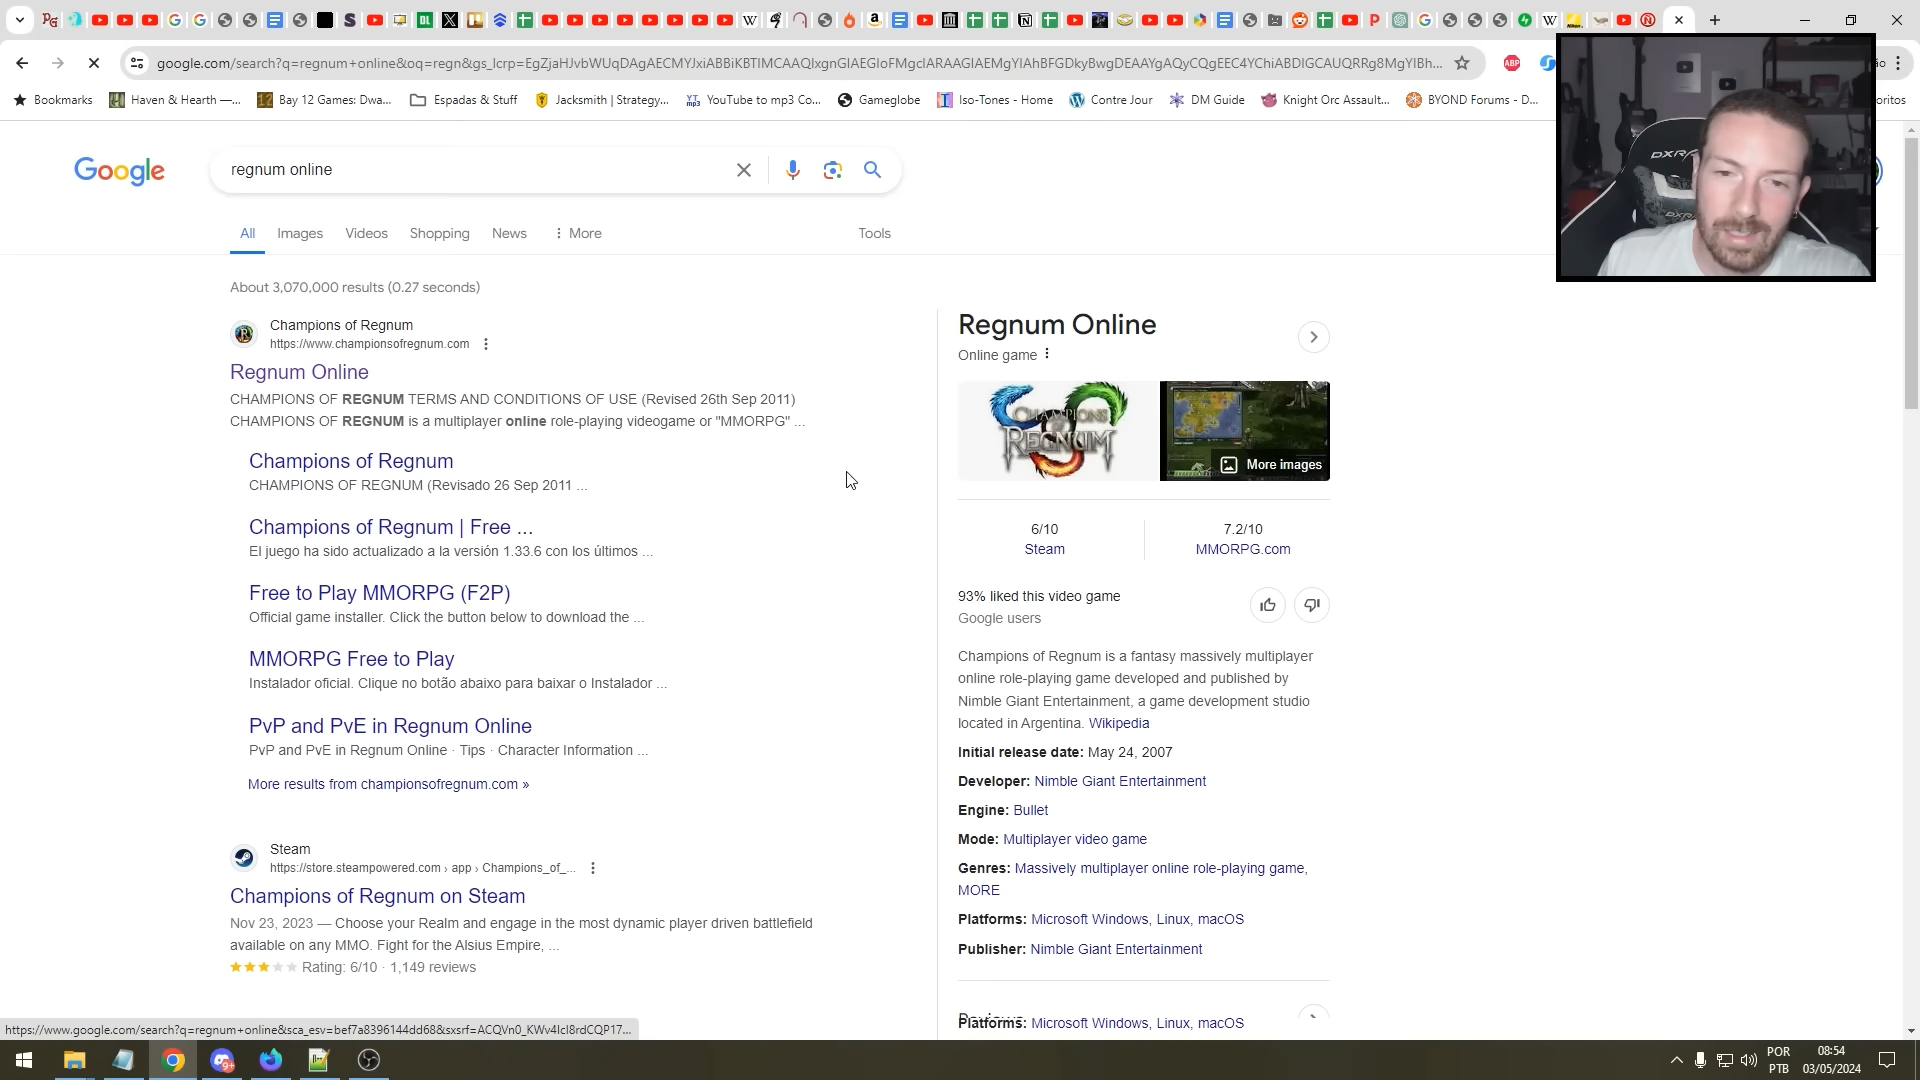 google.com/search?q=regnum+online&oq=regn&gs_lcrp=EgZjaHJvbWUqDAgAECMYJxiABBiKBTIMCAAQIxgnGIAEGIoFMgcIARAAGIAEMgYIAhBFGDkyBwgDEAAYgAQyCQgEEC4YChiABDIGCAUQRRg8MgYIBh...
Bookmarks
Haven & Hearth —...
Bay 12 Games: Dwa...
Espadas & Stuff
Jacksmith | Strategy...
YouTube to mp3 Co...
Gameglobe
Iso-Tones - Home
Contre Jour
DM Guide
Knight Orc Assault...
BYOND Forums - D...
oritos
Google
regnum online
All
Images
Videos
Shopping
News
More
Tools
About 3,070,000 results (0.27 seconds)
Champions of Regnum
https://www.championsofregnum.com
Regnum Online
CHAMPIONS OF REGNUM TERMS AND CONDITIONS OF USE (Revised 26th Sep 2011)
CHAMPIONS OF REGNUM is a multiplayer online role-playing videogame or "MMORPG" ...
Champions of Regnum
CHAMPIONS OF REGNUM (Revisado 26 Sep 2011 ...
Champions of Regnum | Free ...
El juego ha sido actualizado a la versión 1.33.6 con los últimos ...
Free to Play MMORPG (F2P)
Official game installer. Click the button below to download the ...
MMORPG Free to Play
Instalador oficial. Clique no botão abaixo para baixar o Instalador ...
PvP and PvE in Regnum Online
PvP and PvE in Regnum Online · Tips · Character Information ...
More results from championsofregnum.com »
Steam
https://store.steampowered.com › app › Champions_of_...
Champions of Regnum on Steam
Nov 23, 2023 — Choose your Realm and engage in the most dynamic player driven battlefield
available on any MMO. Fight for the Alsius Empire, ...
Rating: 6/10 · 1,149 reviews
Regnum Online
Online game
CHAMPIONS
OF
REGNUM
More images
6/10
Steam
7.2/10
MMORPG.com
93% liked this video game
Google users
Champions of Regnum is a fantasy massively multiplayer
online role-playing game developed and published by
Nimble Giant Entertainment, a game development studio
located in Argentina. Wikipedia
Initial release date: May 24, 2007
Developer: Nimble Giant Entertainment
Engine: Bullet
Mode: Multiplayer video game
Genres: Massively multiplayer online role-playing game,
MORE
Platforms: Microsoft Windows, Linux, macOS
Publisher: Nimble Giant Entertainment
Platforms: Microsoft Windows, Linux, macOS
https://www.google.com/search?q=regnum+online&sca_esv=bef7a8396144dd68&sxsrf=ACQVn0_KWv4IcI8rdCQP17...
POR
PTB
08:54
03/05/2024